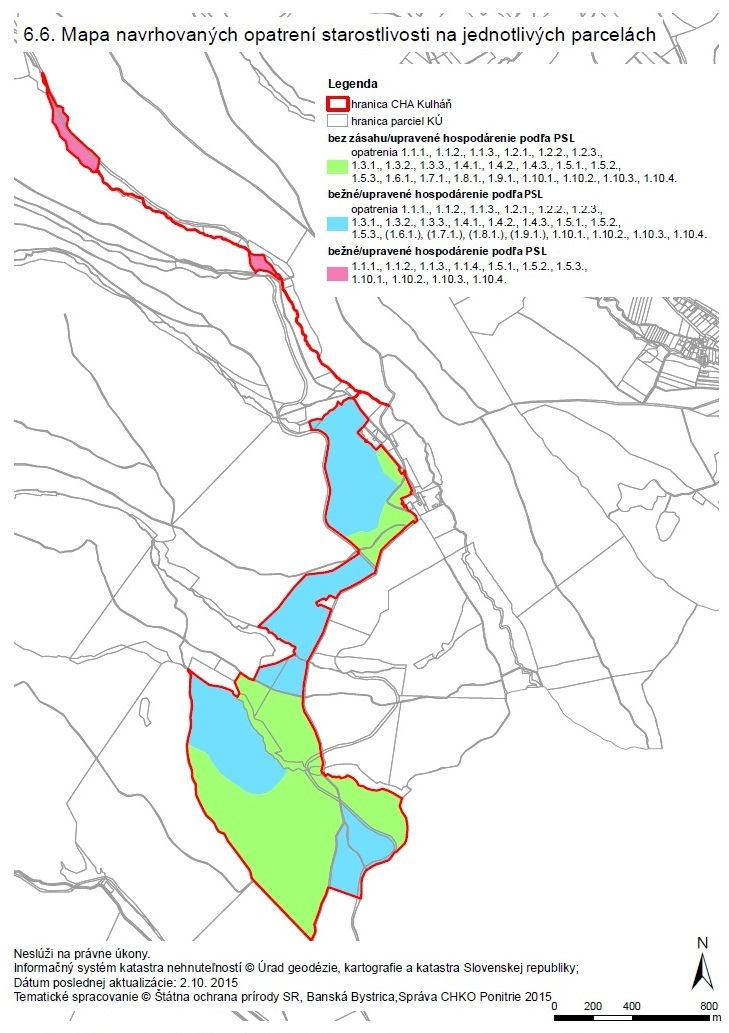 6.6. Mapa navrhovaných opatrení starostlivosti na jednotlivých parcelách
Legenda
hranica CHA Kulháň
hranica parciel KÚ
bez zásahu/upravené hospodárenie podľa PSL
opatrenia 1.1.1., 1.1.2., 1.1.3., 1.2.1., 1.2.2., 1.2.3.,
1.3.1., 1.3.2., 1.3.3., 1.4.1., 1.4.2., 1.4.3., 1.5.1., 1.5.2.,
1.5.3., 1.6.1., 1.7.1., 1.8.1., 1.9.1., 1.10.1., 1.10.2., 1.10.3., 1.10.4.
bežné/upravené hospodárenie podľa PSL
opatrenia 1.1.1., 1.1.2., 1.1.3., 1.2.1., 1.2.2., 1.2.3.,
1.3.1., 1.3.2., 1.3.3., 1.4.1., 1.4.2., 1.4.3., 1.5.1., 1.5.2.,
1.5.3., (1.6.1.), (1.7.1.), (1.8.1.), (1.9.1.), 1.10.1., 1.10.2., 1.10.3., 1.10.4.
bežné/upravené hospodárenie podľa PSL
1.1.1., 1.1.2., 1.1.3., 1.1.4., 1.5.1., 1.5.2., 1.5.3.,
1.10.1., 1.10.2., 1.10.3., 1.10.4.
Neslúži na právne úkony.
Informačný systém katastra nehnuteľností © Úrad geodézie, kartografie a katastra Slovenskej republiky;
Dátum poslednej aktualizácie: 2.10. 2015
Tematické spracovanie © Štátna ochrana prírody SR, Banská Bystrica,Správa CHKO Ponitrie 2015
N
0 200 400 800
m